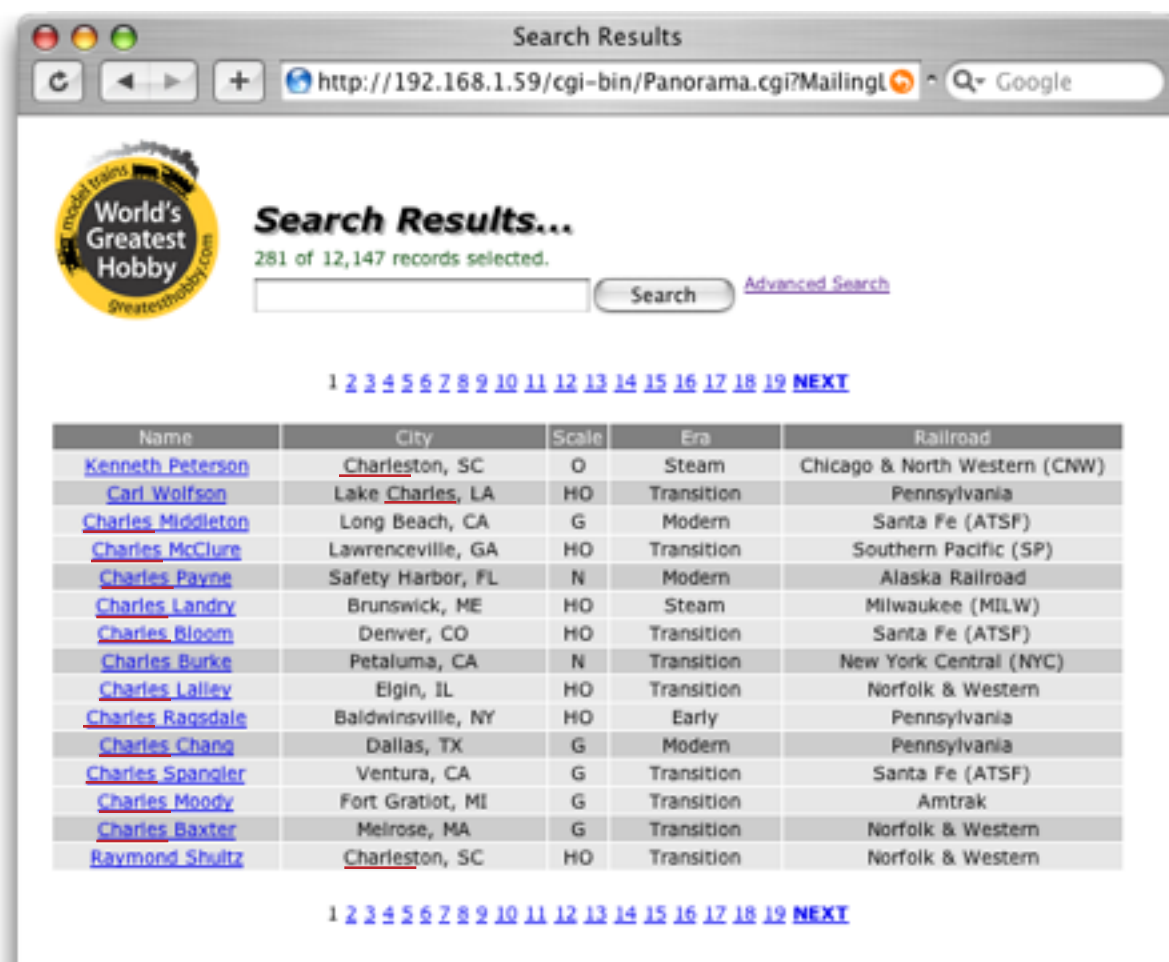 Search Results
http://192.168.1.59/cgi-bin/Panorama.cgi?MailingL
Google
model trains
World's
Greatest
Hobby
greatesthobby.com
Search Results...
281 of 12,147 records selected.
Search Advanced Search
1 2 3 4 5 6 7 8 9 10 11 12 13 14 15 16 17 18 19 NEXT
Name City Scale Era Railroad
Kenneth Peterson Charleston, SC O Steam Chicago & North Western (CNW)
Carl Wolfson Lake Charles, LA HO Transition Pennsylvania
Charles Middleton Long Beach, CA G Modern Santa Fe (ATSF)
Charles McClure Lawrenceville, GA HO Transition Southern Pacific (SP)
Charles Payne Safety Harbor, FL N Modern Alaska Railroad
Charles Landry Brunswick, ME HO Steam Milwaukee (MILW)
Charles Bloom Denver, CO HO Transition Santa Fe (ATSF)
Charles Burke Petaluma, CA N Transition New York Central (NYC)
Charles Lalley Elgin, IL HO Transition Norfolk & Western
Charles Ragsdale Baldwinsville, NY HO Early Pennsylvania
Charles Chang Dallas, TX G Modern Pennsylvania
Charles Spangler Ventura, CA G Transition Santa Fe (ATSF)
Charles Moody Fort Gratiot, MI G Transition Amtrak
Charles Baxter Melrose, MA G Transition Norfolk & Western
Raymond Shultz Charleston, SC HO Transition Norfolk & Western
1 2 3 4 5 6 7 8 9 10 11 12 13 14 15 16 17 18 19 NEXT